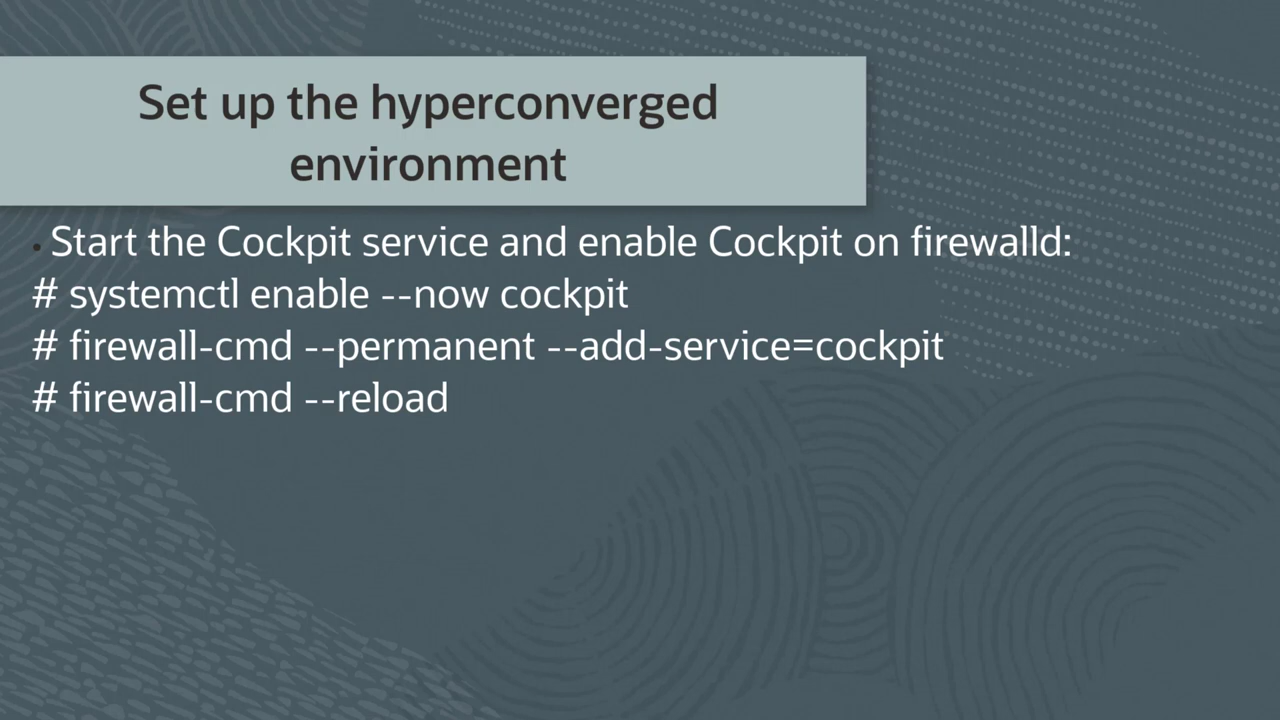 Set up the hyperconverged
environment
• Start the Cockpit service and enable Cockpit on firewalld:
# systemctl enable --now cockpit
# firewall-cmd --permanent --add-service=cockpit
# firewall-cmd --reload